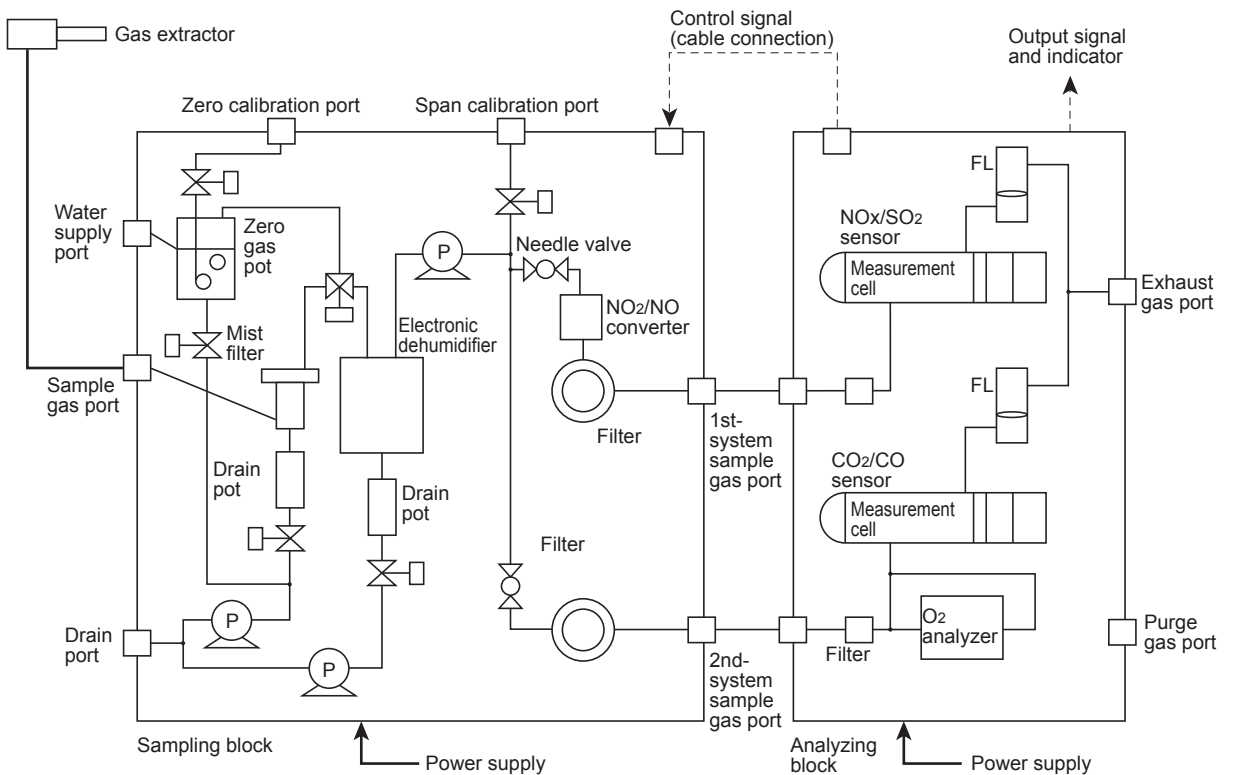 Gas extractor
Control signal
(cable connection)
Output signal
and indicator
Zero calibration port
Span calibration port
FL
Water
supply
port
Zero
gas
pot
NOx/SO2
sensor
Needle valve
P
Measurement
cell
Exhaust
gas port
NO2/NO
converter
Mist
filter
Electronic
dehumidifier
Sample
gas port
FL
Filter
1st-
system
sample
gas port
CO2/CO
sensor
Drain
pot
Drain
pot
Measurement
cell
Filter
O2
analyzer
P
Drain
port
Purge
gas port
Filter
P
2nd-
system
sample
gas port
Sampling block
Power supply
Analyzing
block
Power supply